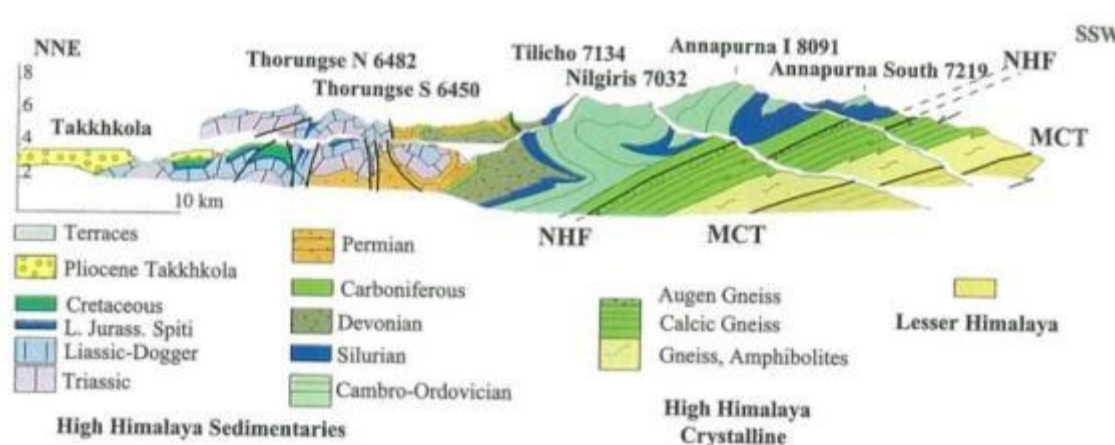 NNE
SSW
Thorungse N 6482
Thorungse S 6450
Tilicho 7134
Nilgiris 7032
Annapurna I 8091
Annapurna South 7219
NHF
MCT
8
6
4
2
Takkhkola
10 km
NHF
MCT
Terraces
Pliocene Takkhkola
Cretaceous
L. Jurass. Spiti
Liassic-Dogger
Triassic
Permian
Carboniferous
Devonian
Silurian
Cambro-Ordovician
High Himalaya Sedimentaries
Augen Gneiss
Calcic Gneiss
Gneiss, Amphibolites
High Himalaya
Crystalline
Lesser Himalaya